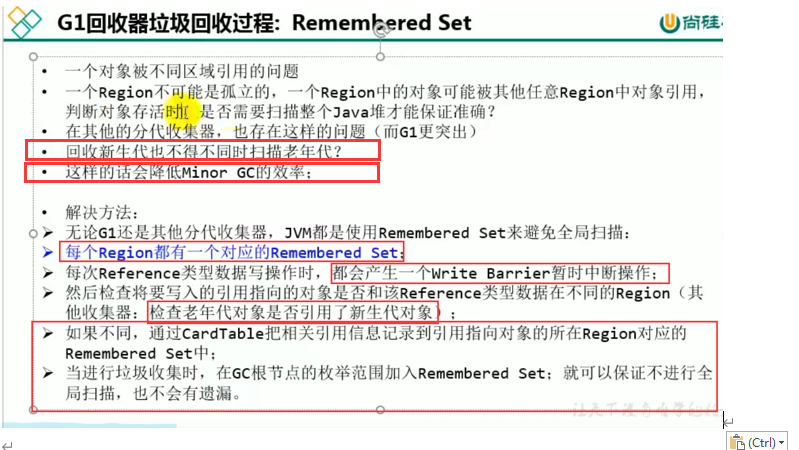 G1回收器垃圾回收过程: Remembered Set
尚硅
• 一个对象被不同区域引用的问题
• 一个Region不可能是孤立的,一个Region中的对象可能被其他任意Region中对象引用,
判断对象存活时,是否需要扫描整个Java堆才能保证准确?
• 在其他的分代收集器,也存在这样的问题(而G1更突出)
• 回收新生代也不得不同时扫描老年代?
• 这样的话会降低Minor GC的效率;
• 解决方法:
➢ 无论G1还是其他分代收集器,JVM都是使用Remembered Set来避免全局扫描:
➢ 每个Region都有一个对应的Remembered Set;
➢ 每次Reference类型数据写操作时,都会产生一个Write Barrier暂时中断操作;
➢ 然后检查将要写入的引用指向的对象是否和该Reference类型数据在不同的Region(其
他收集器:检查老年代对象是否引用了新生代对象);
➢ 如果不同,通过CardTable把相关引用信息记录到引用指向对象的所在Region对应的
Remembered Set中;
➢ 当进行垃圾收集时,在GC根节点的枚举范围加入Remembered Set;就可以保证不进行全
局扫描,也不会有遗漏。
(Ctrl)